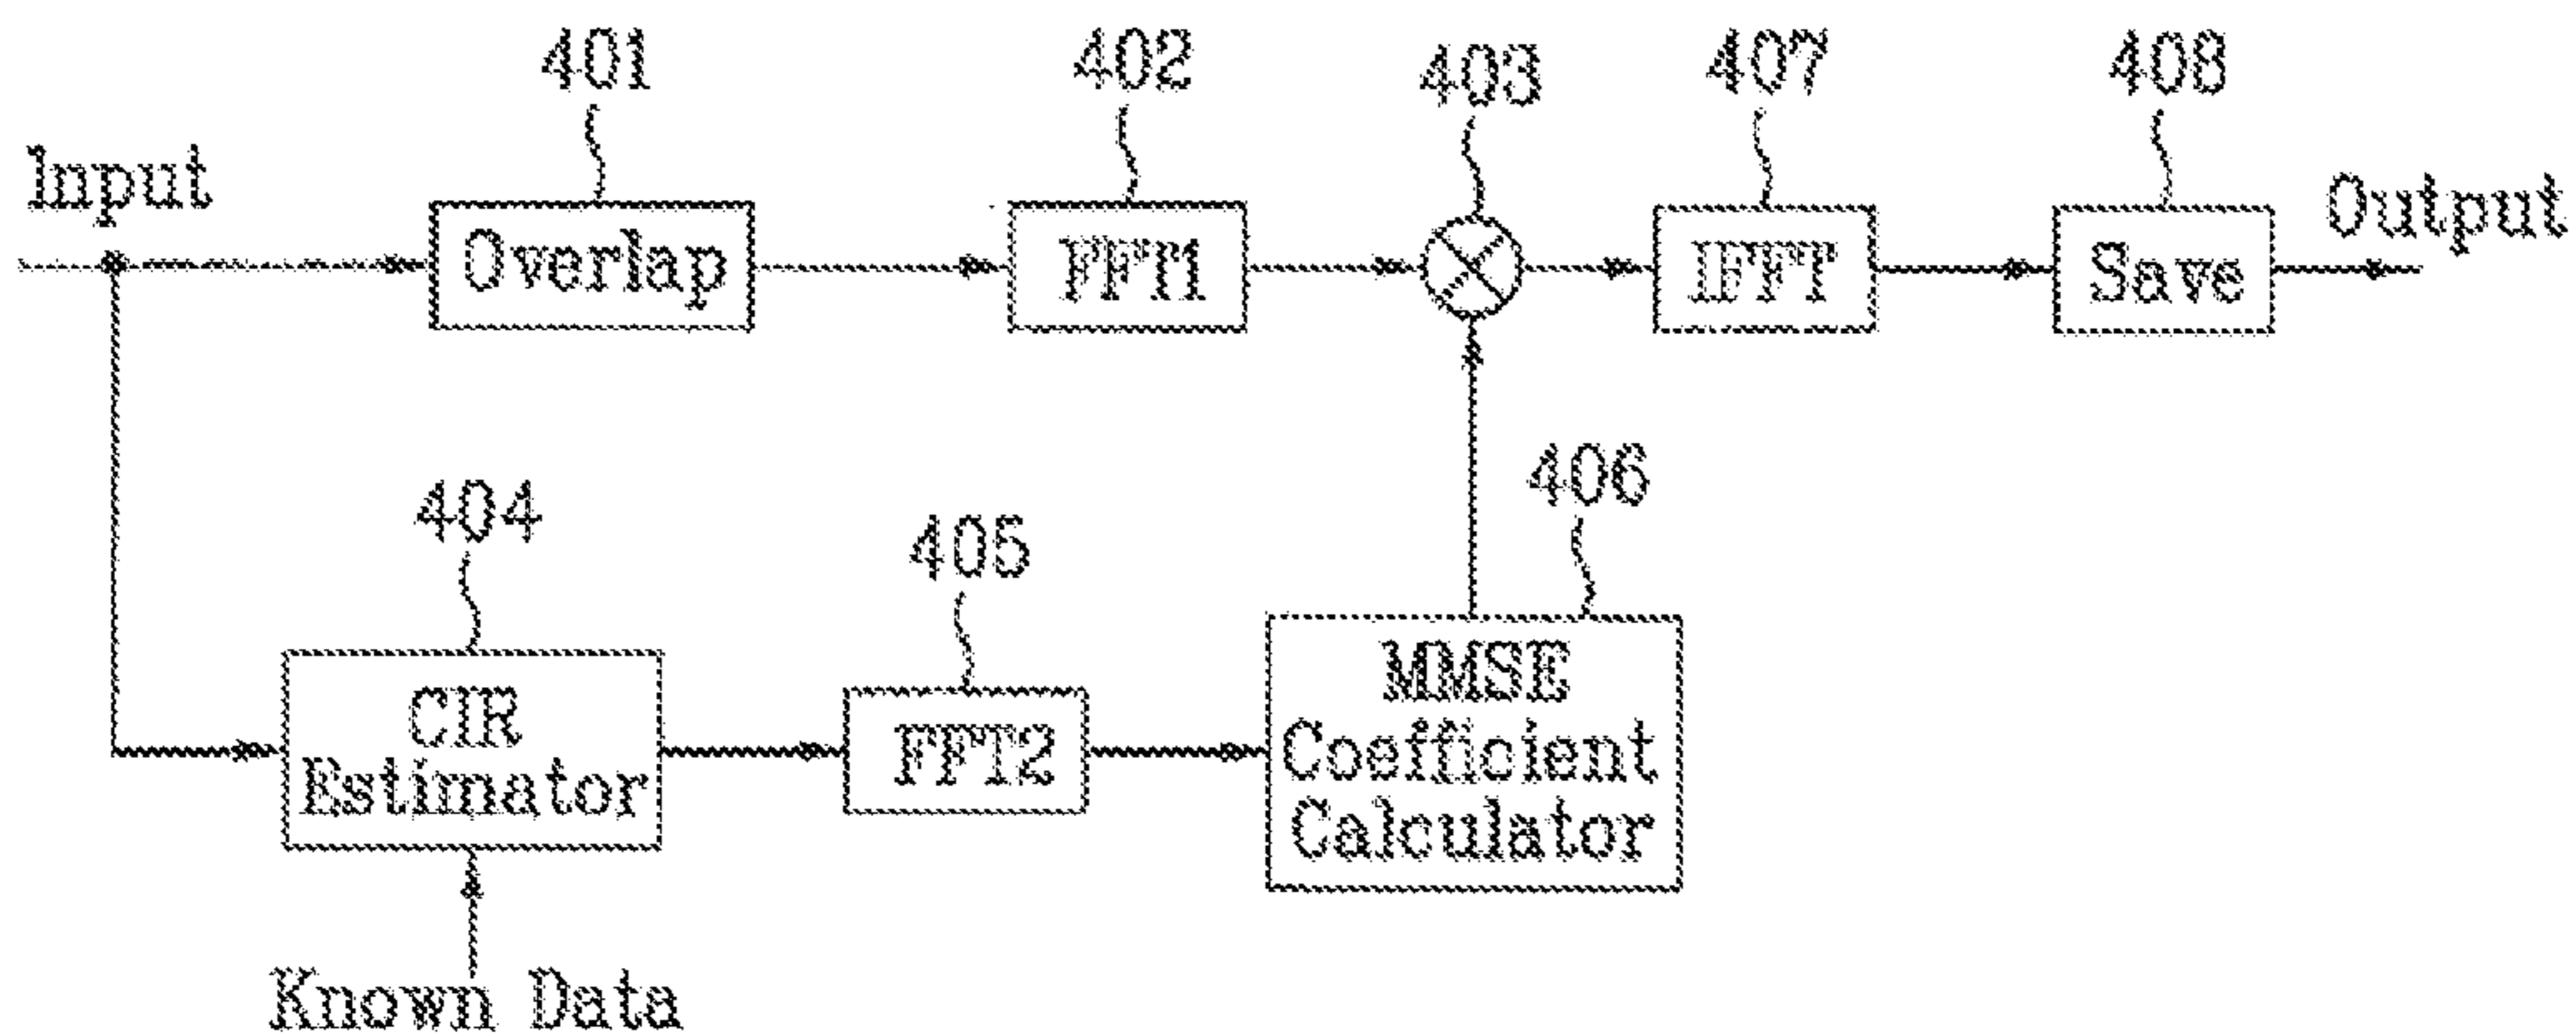 401
402
403
407
408
Input
Overlap
FFT1
IFFT
Save
Output
404
405
406
CIR
Estimator
FFT2
MMSE
Coefficient
Calculator
Known Data